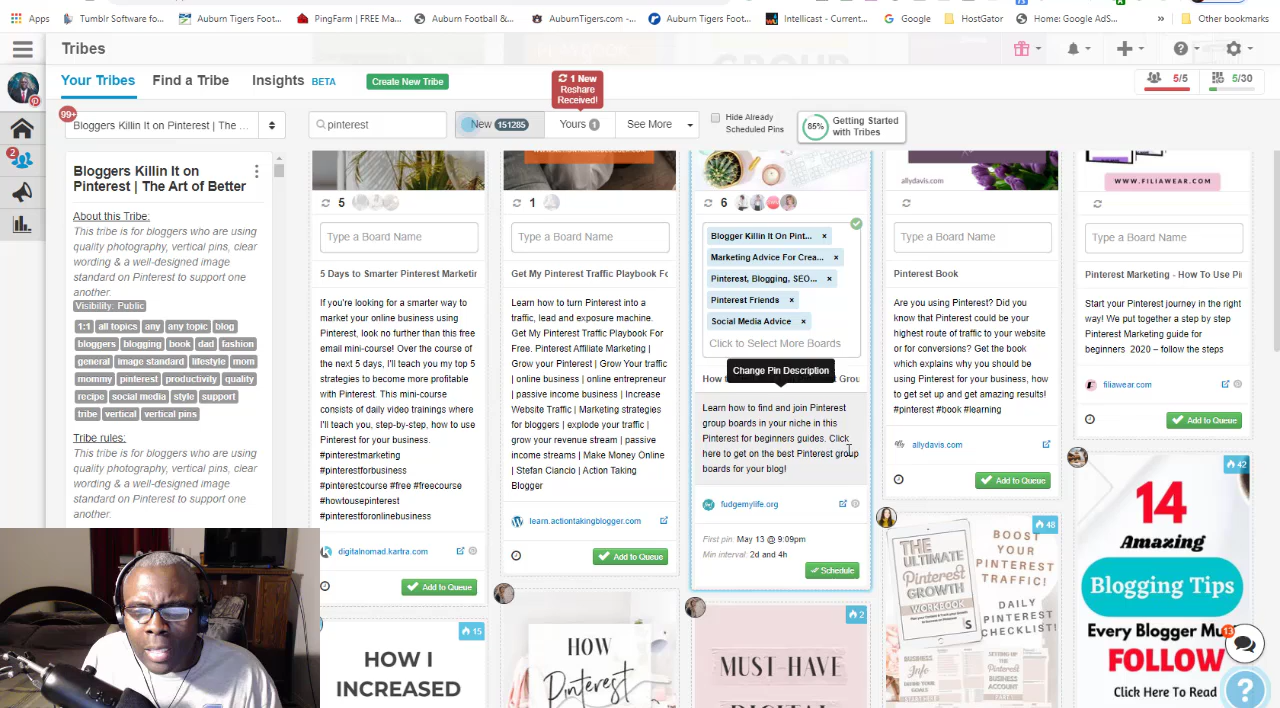 Apps
Tumblr Software fo...
Auburn Tigers Foot...
PingFarm | FREE Ma...
Auburn Football &...
AuburnTigers.com -...
Auburn Tigers Foot...
Intellicast - Current...
Google
HostGator
Home: Google AdS...
»
Other bookmarks
Tribes
Your Tribes
Find a Tribe
Insights BETA
Create New Tribe
1 New
Reshare
Received!
5/5
5/30
99+
Bloggers Killin It on Pinterest | The ...
pinterest
New 151285
Yours 1
See More
Hide Already
Scheduled Pins
85%
Getting Started
with Tribes
2
Bloggers Killin It on
Pinterest | The Art of Better
About this Tribe:
This tribe is for bloggers who are using
quality photography, vertical pins, clear
wording & a well-designed image
standard on Pinterest to support one
another.
Visibility: Public
1:1 all topics any any topic blog
bloggers blogging book dad fashion
general image standard lifestyle mom
mommy pinterest productivity quality
recipe social media style support
tribe vertical vertical pins
Tribe rules:
This tribe is for bloggers who are using
quality photography, vertical pins, clear
wording & a well-designed image
standard on Pinterest to support one
another.
5
Type a Board Name
5 Days to Smarter Pinterest Marketin
If you're looking for a smarter way to
market your online business using
Pinterest, look no further than this free
email mini-course! Over the course of
the next 5 days, i'll teach you my top 5
strategies to become more profitable
with Pinterest. This mini-course
consists of daily video trainings where
I'll teach you, step-by-step, how to use
Pinterest for your business.
#pinterestmarketing
#pinterestforbusiness
#pinterestcourse #free #freecourse
#howtousepinterest
#pinterestforonlinebusiness
digitalnomad.kartra.com
Add to Queue
15
HOW I
INCREASED
1
Type a Board Name
Get My Pinterest Traffic Playbook Fo
Learn how to turn Pinterest into a
traffic, lead and exposure machine.
Get My Pinterest Traffic Playbook For
Free. Pinterest Affiliate Marketing |
Grow your Pinterest | Grow Your traffic
| online business | online entrepreneur
| passive income business | Increase
Website Traffic | Marketing strategies
for bloggers | explode your traffic |
grow your revenue stream | passive
income streams | Make Money Online
| Stefan Ciancio | Action Taking
Blogger
learn.actiontakingblogger.com
Add to Queue
HOW
Pinterest
6
Blogger Killin It On Pint... ×
Marketing Advice For Crea... ×
Pinterest, Blogging, SEO... ×
Pinterest Friends ×
Social Media Advice ×
Click to Select More Boards
Change Pin Description
Learn how to find and join Pinterest
group boards in your niche in this
Pinterest for beginners guides. Click
here to get on the best Pinterest group
boards for your blog!
fudgemylife.org
First pin: May 13 @ 9:09pm
Min interval: 2d and 4h
Schedule
2
MUST-HAVE
DIGITAL
allydavis.com
Type a Board Name
Pinterest Book
Are you using Pinterest? Did you
know that Pinterest could be your
highest route of traffic to your website
or for conversions? Get the book
which explains why you should be
using Pinterest for your business, how
to get set up and get amazing results!
#pinterest #book #learning
allydavis.com
Add to Queue
48
THE
ULTIMATE
PINTEREST
GROWTH
WORKBOOK
BOOST
YOUR
PINTEREST
TRAFFIC!
DAILY
PINTEREST
CHECKLIST!
WWW.FILIAWEAR.COM
Type a Board Name
Pinterest Marketing - How To Use Pi
Start your Pinterest journey in the right
way! We put together a step by step
Pinterest Marketing guide for
beginners 2020 – follow the steps
filiawear.com
Add to Queue
42
14
Amazing
Blogging Tips
Every Blogger Mu
FOLLOW
Click Here To Read
13
?